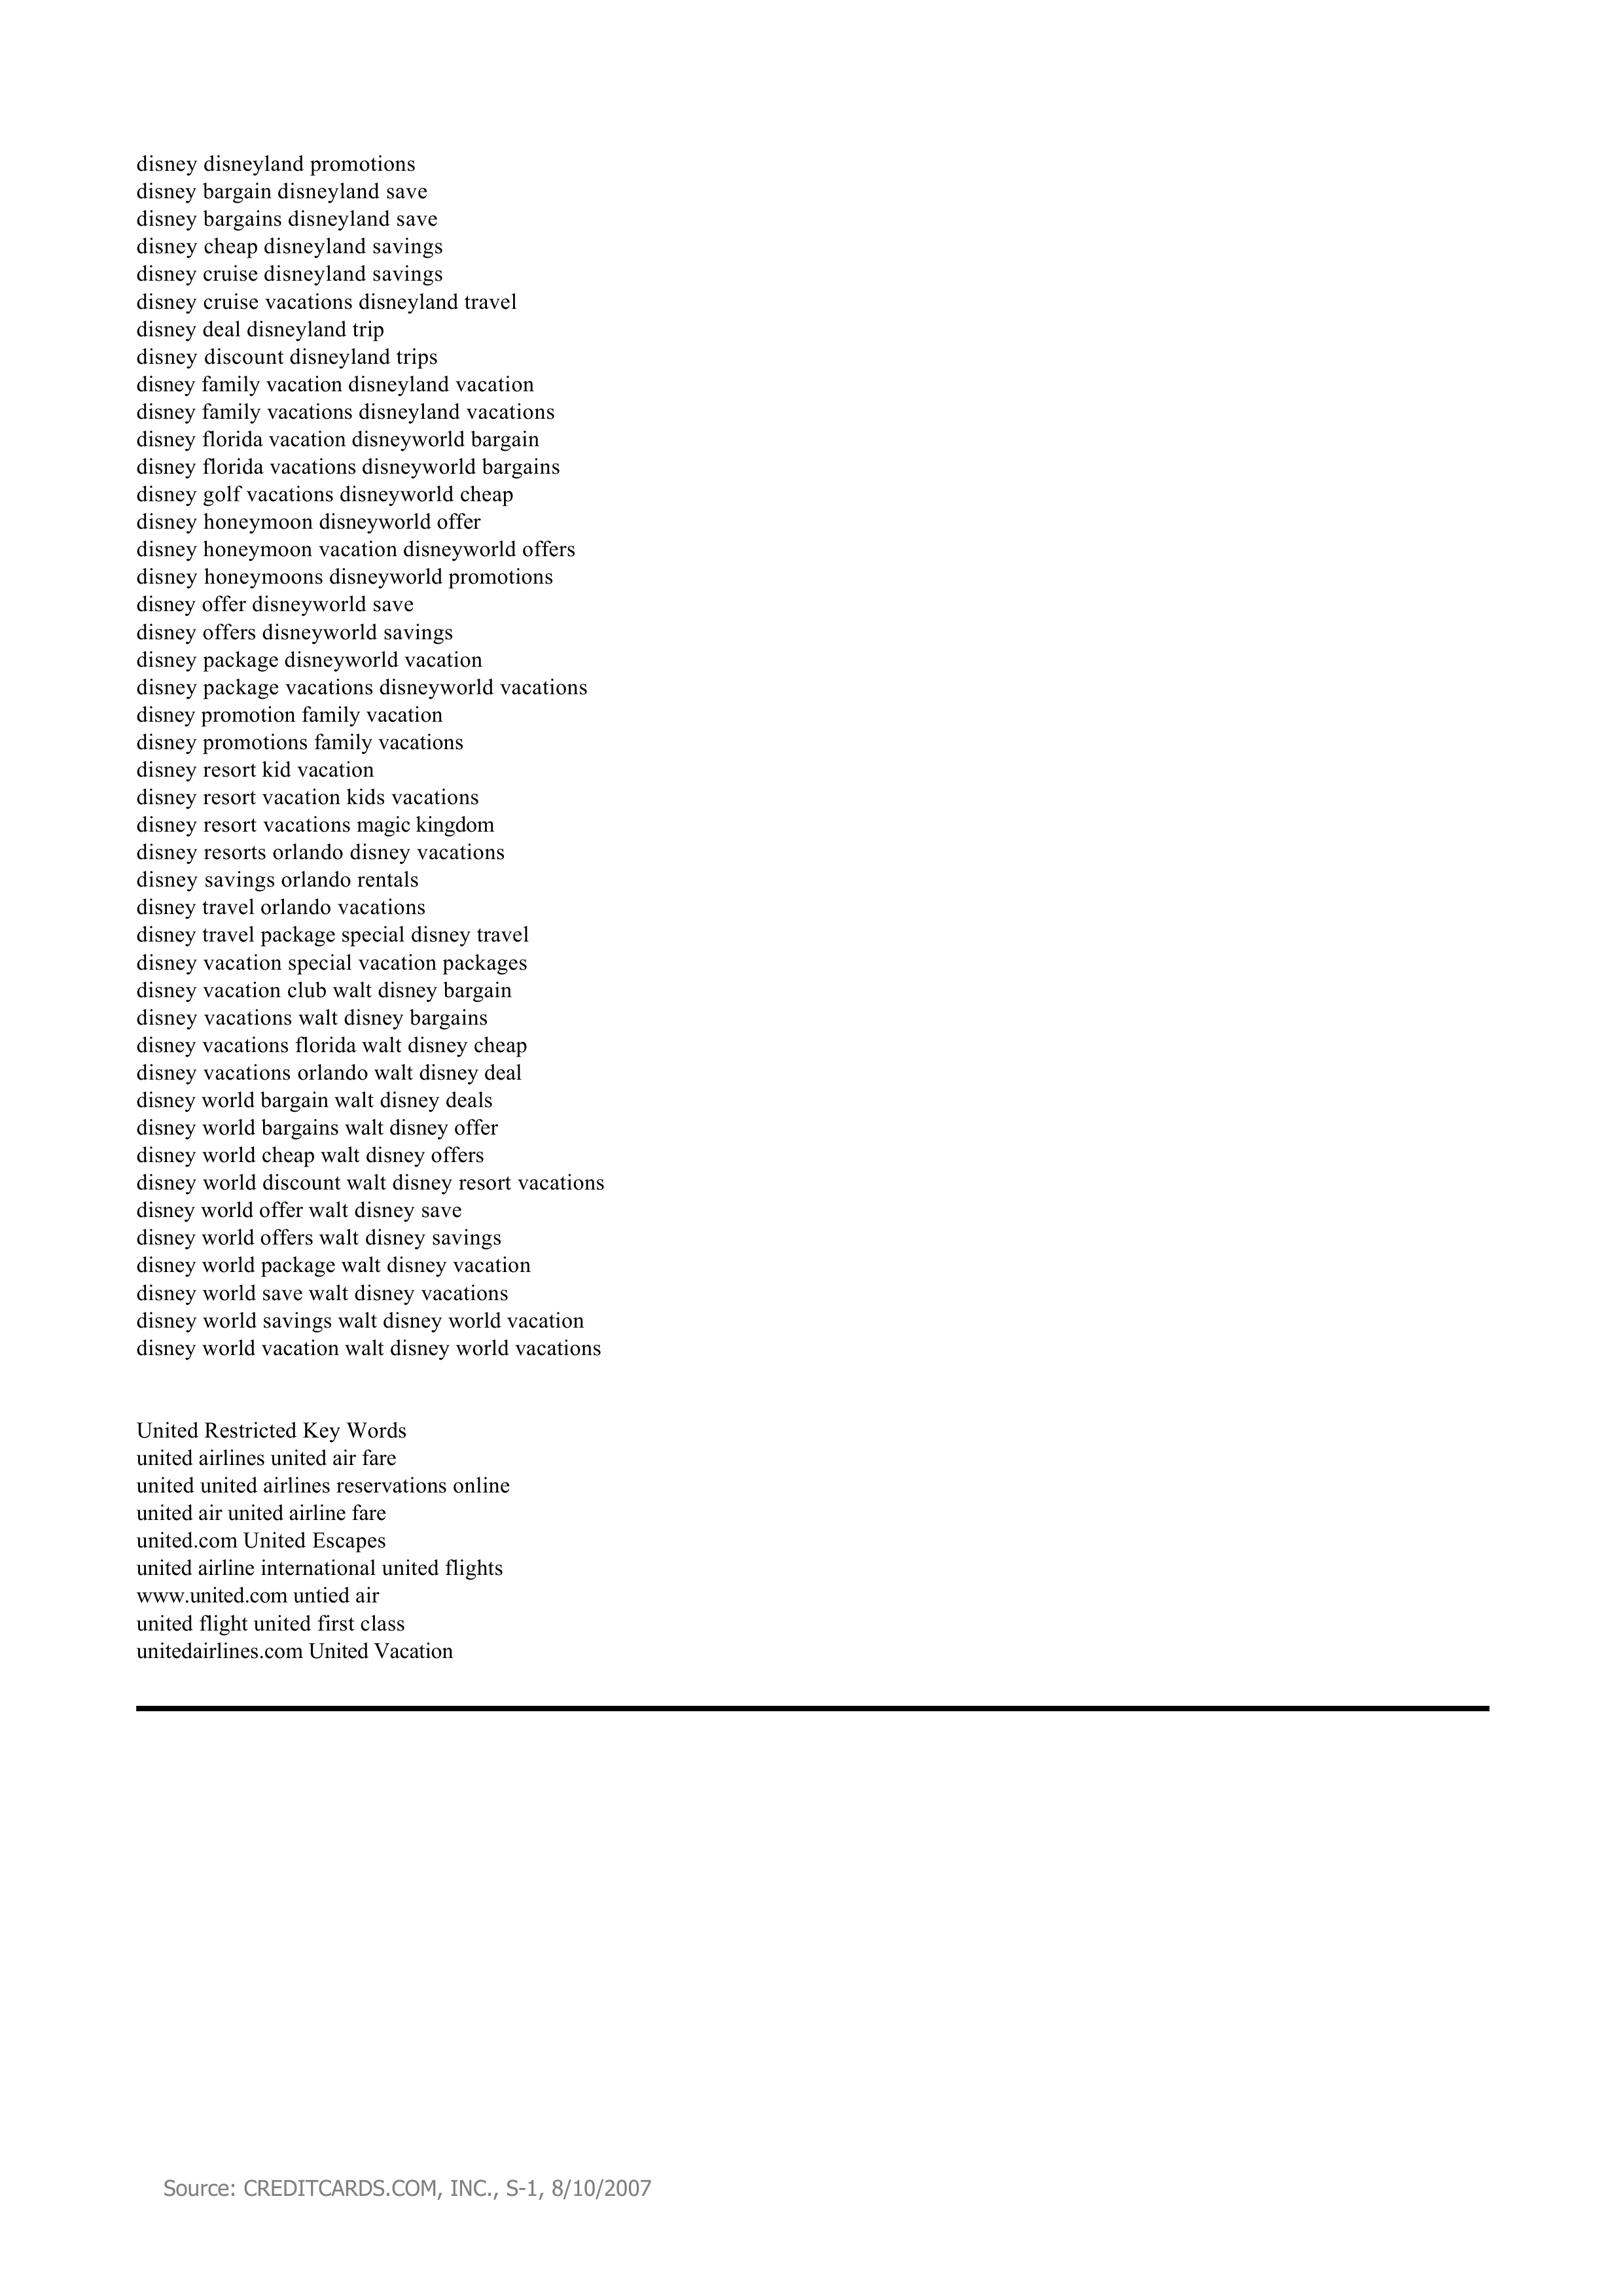 disney disneyland promotions
disney bargain disneyland save
disney bargains disneyland save
disney cheap disneyland savings
disney cruise disneyland savings
disney cruise vacations disneyland travel
disney deal disneyland trip
disney discount disneyland trips
disney family vacation disneyland vacation
disney family vacations disneyland vacations
disney florida vacation disneyworld bargain
disney florida vacations disneyworld bargains
disney golf vacations disneyworld cheap
disney honeymoon disneyworld offer
disney honeymoon vacation disneyworld offers
disney honeymoons disneyworld promotions
disney offer disneyworld save
disney offers disneyworld savings
disney package disneyworld vacation
disney package vacations disneyworld vacations
disney promotion family vacation
disney promotions family vacations
disney resort kid vacation
disney resort vacation kids vacations
disney resort vacations magic kingdom
disney resorts orlando disney vacations
disney savings orlando rentals
disney travel orlando vacations
disney travel package special disney travel
disney vacation special vacation packages
disney vacation club walt disney bargain
disney vacations walt disney bargains
disney vacations florida walt disney cheap
disney vacations orlando walt disney deal
disney world bargain walt disney deals
disney world bargains walt disney offer
disney world cheap walt disney offers
disney world discount walt disney resort vacations
disney world offer walt disney save
disney world offers walt disney savings
disney world package walt disney vacation
disney world save walt disney vacations
disney world savings walt disney world vacation
disney world vacation walt disney world vacations
United Restricted Key Words
united airlines united air fare
united united airlines reservations online
united air united airline fare
united.com United Escapes
united airline international united flights
www.united.com untied air
united flight united first class
unitedairlines.com United Vacation
Source: CREDITCARDS.COM, INC., S-1, 8/10/2007